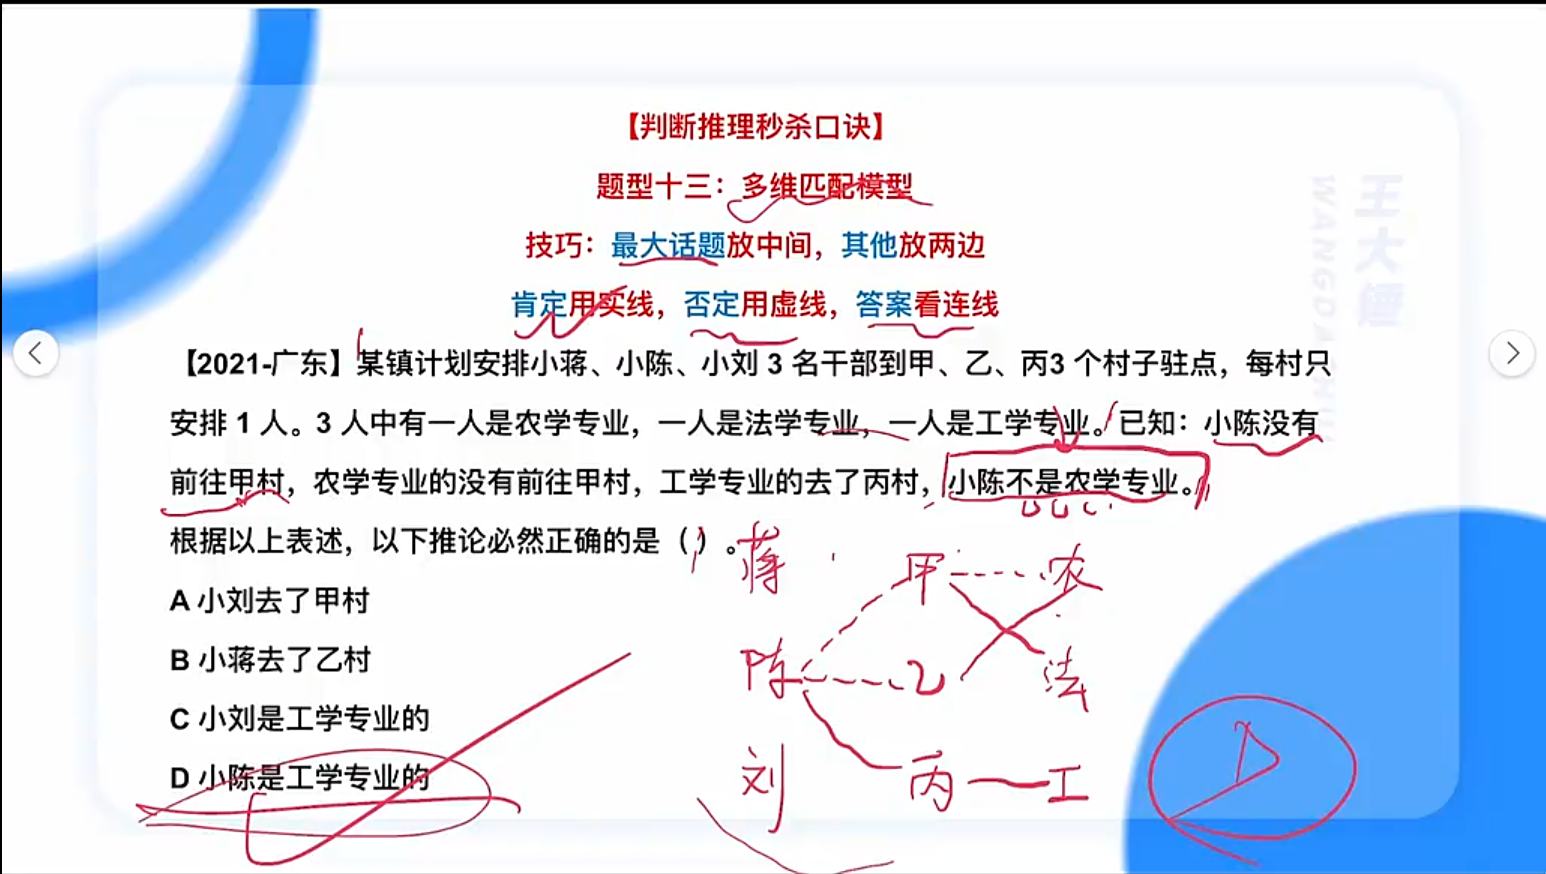 【判断推理秒杀口诀】
题型十三：多维匹配模型
技巧：最大话题放中间，其他放两边
肯定用实线，否定用虚线，答案看连线
【2021-广东】某镇计划安排小蒋、小陈、小刘 3 名干部到甲、乙、丙3 个村子驻点，每村只
安排 1 人。3 人中有一人是农学专业，一人是法学专业，一人是工学专业。已知：小陈没有
前往甲村，农学专业的没有前往甲村，工学专业的去了丙村，小陈不是农学专业。
根据以上表述，以下推论必然正确的是（）。
A 小刘去了甲村
B 小蒋去了乙村
C 小刘是工学专业的
D 小陈是工学专业的
蒋 甲 农
陈 乙 法
刘 丙 工
D
王大锤